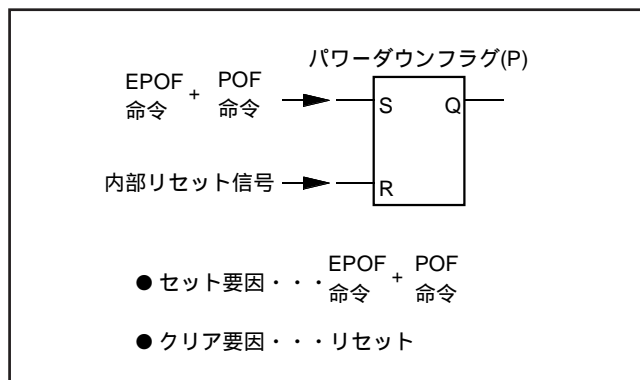 パワーダウンフラグ(P)
EPOF + POF
命令 命令
S Q
内部リセット信号
R
● セット要因・・・EPOF + POF
命令 命令
● クリア要因・・・リセット